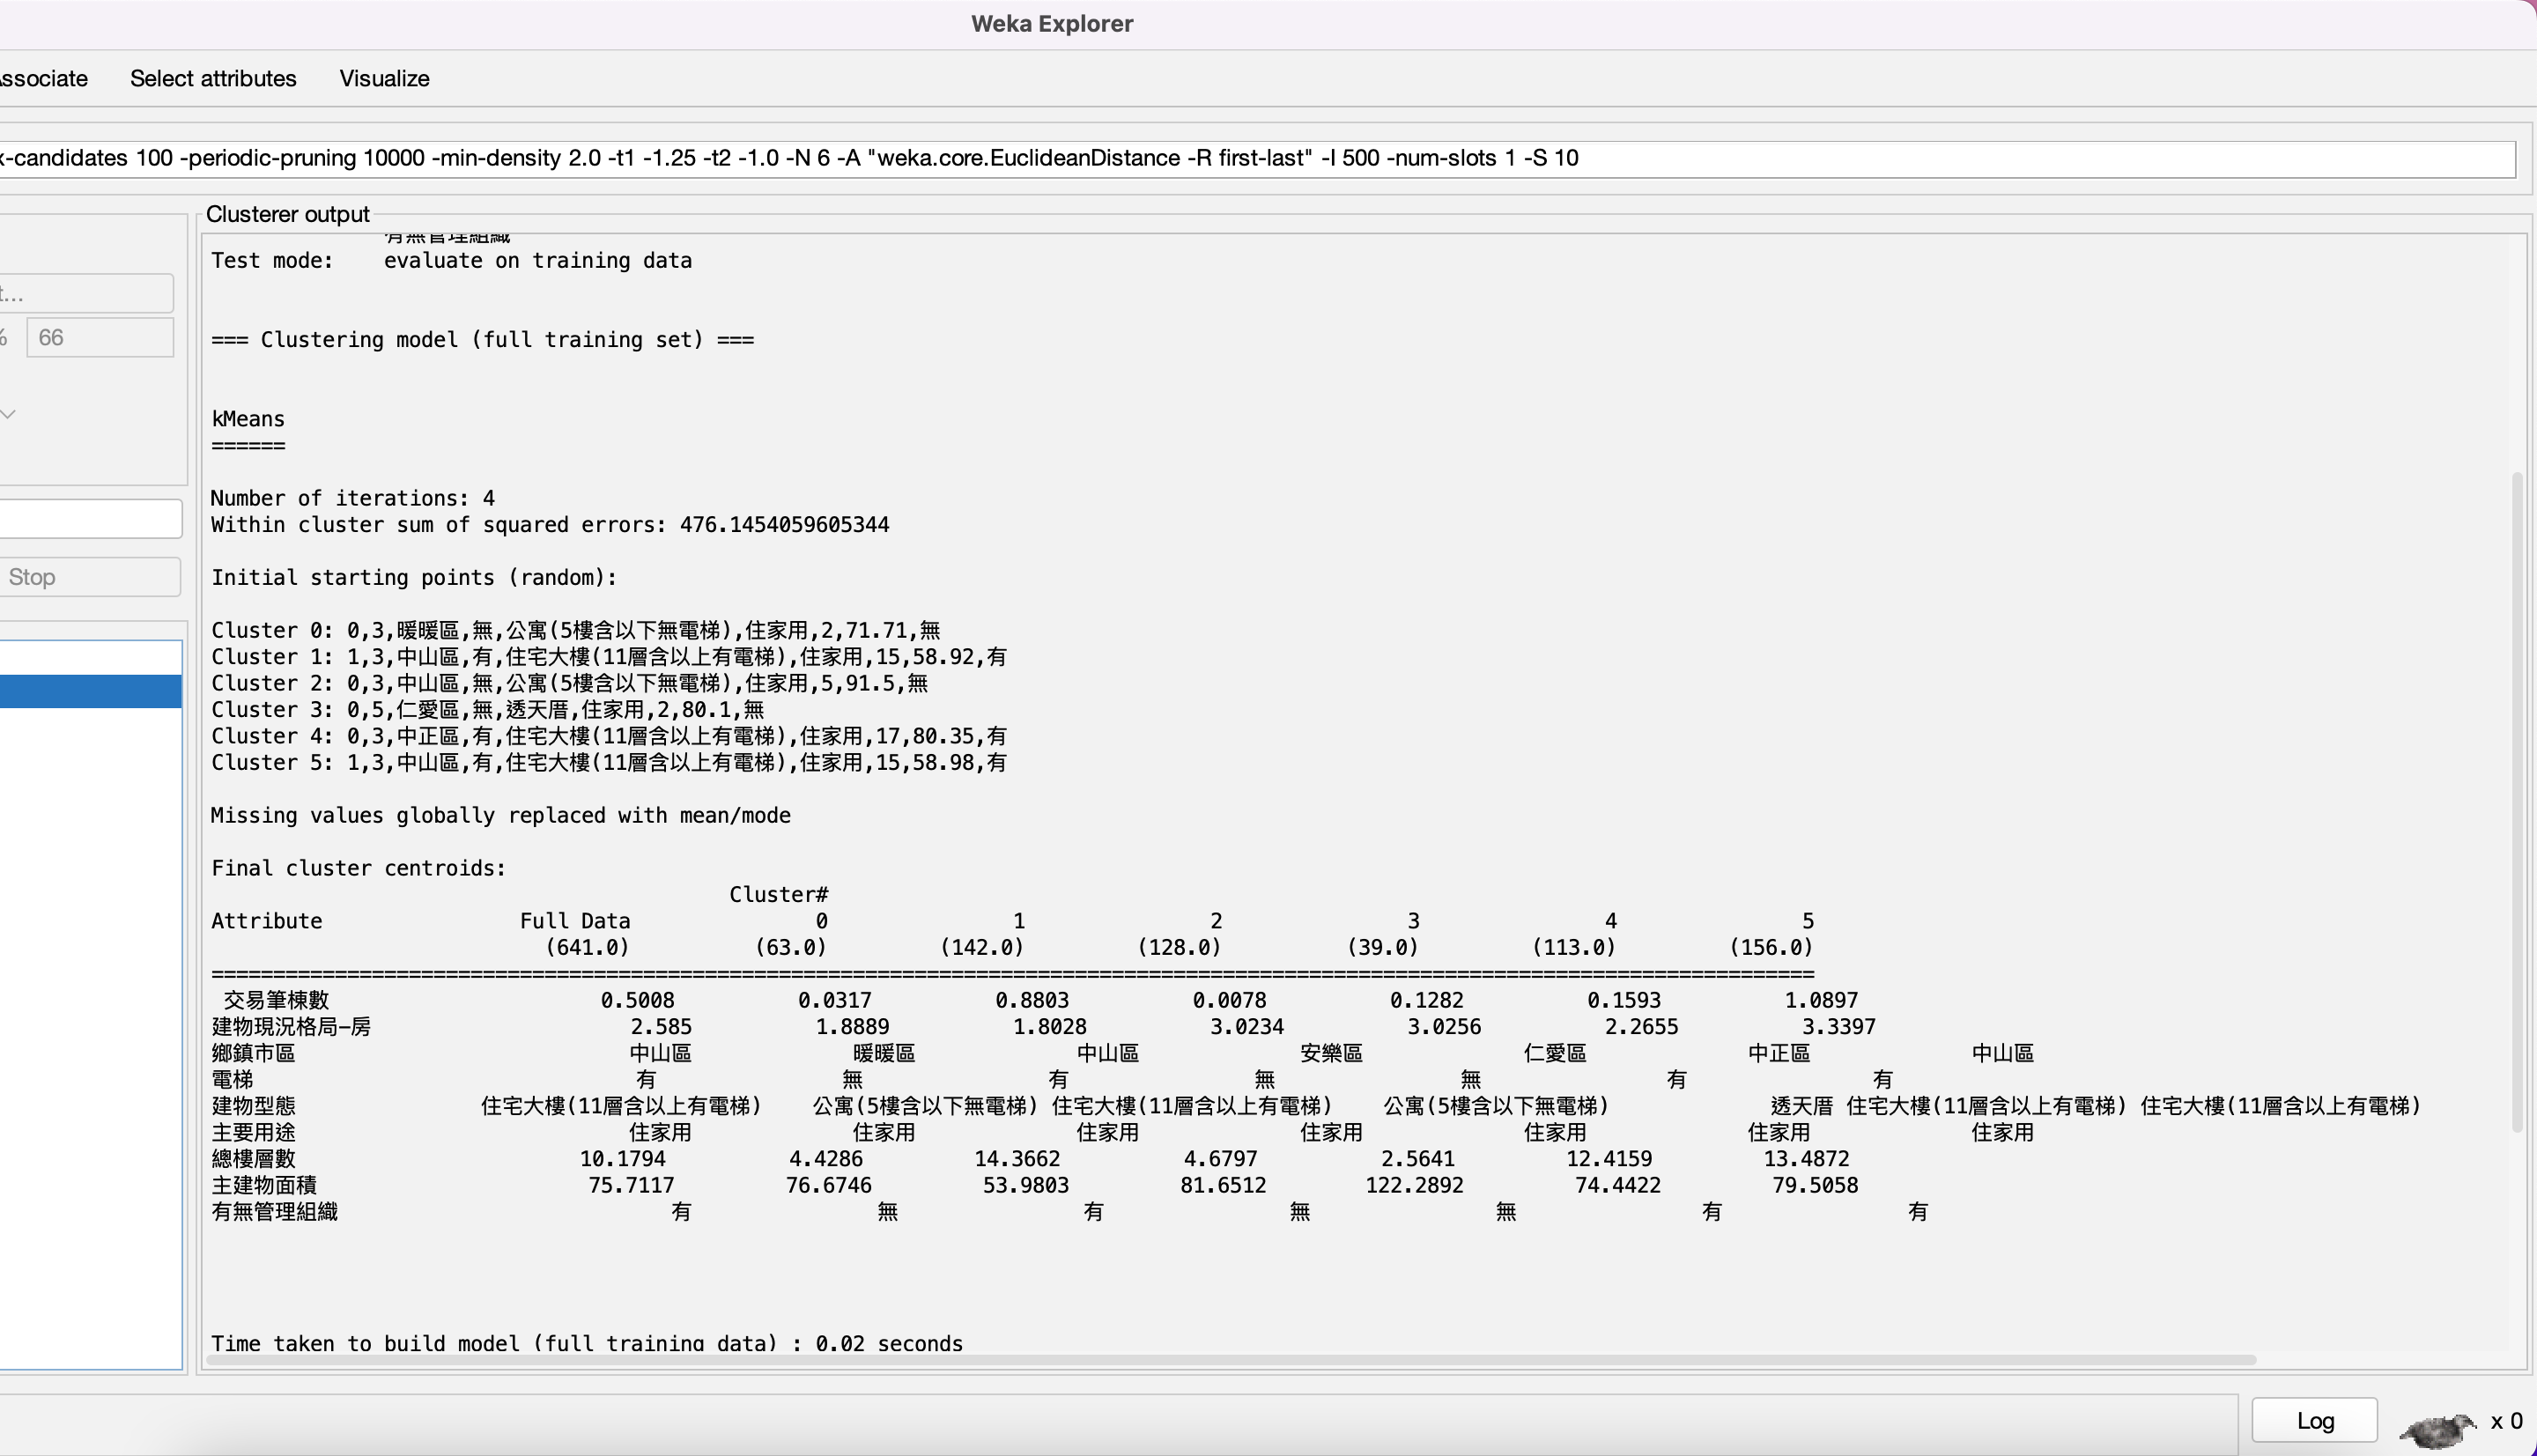 Weka Explorer
Associate Select attributes Visualize
x-candidates 100 -periodic-pruning 10000 -min-density 2.0 -t1 -1.25 -t2 -1.0 -N 6 -A "weka.core.EuclideanDistance -R first-last" -I 500 -num-slots 1 -S 10
Clusterer output
有無管理組織
Test mode: evaluate on training data
t...
% 66
=== Clustering model (full training set) ===
kMeans
======
Number of iterations: 4
Within cluster sum of squared errors: 476.1454059605344
Stop
Initial starting points (random):
Cluster 0: 0,3,暖暖區,無,公寓(5樓含以下無電梯),住家用,2,71.71,無
Cluster 1: 1,3,中山區,有,住宅大樓(11層含以上有電梯),住家用,15,58.92,有
Cluster 2: 0,3,中山區,無,公寓(5樓含以下無電梯),住家用,5,91.5,無
Cluster 3: 0,5,仁愛區,無,透天厝,住家用,2,80.1,無
Cluster 4: 0,3,中正區,有,住宅大樓(11層含以上有電梯),住家用,17,80.35,有
Cluster 5: 1,3,中山區,有,住宅大樓(11層含以上有電梯),住家用,15,58.98,有
Missing values globally replaced with mean/mode
Final cluster centroids:
Cluster#
Attribute Full Data 0 1 2 3 4 5
(641.0) (63.0) (142.0) (128.0) (39.0) (113.0) (156.0)
==================================================================================================================================
交易筆棟數 0.5008 0.0317 0.8803 0.0078 0.1282 0.1593 1.0897
建物現況格局-房 2.585 1.8889 1.8028 3.0234 3.0256 2.2655 3.3397
鄉鎮市區 中山區 暖暖區 中山區 安樂區 仁愛區 中正區 中山區
電梯 有 無 有 無 無 有 有
建物型態 住宅大樓(11層含以上有電梯) 公寓(5樓含以下無電梯) 住宅大樓(11層含以上有電梯) 公寓(5樓含以下無電梯) 透天厝 住宅大樓(11層含以上有電梯) 住宅大樓(11層含以上有電梯)
主要用途 住家用 住家用 住家用 住家用 住家用 住家用 住家用
總樓層數 10.1794 4.4286 14.3662 4.6797 2.5641 12.4159 13.4872
主建物面積 75.7117 76.6746 53.9803 81.6512 122.2892 74.4422 79.5058
有無管理組織 有 無 有 無 無 有 有
Time taken to build model (full training data) : 0.02 seconds
Log x 0